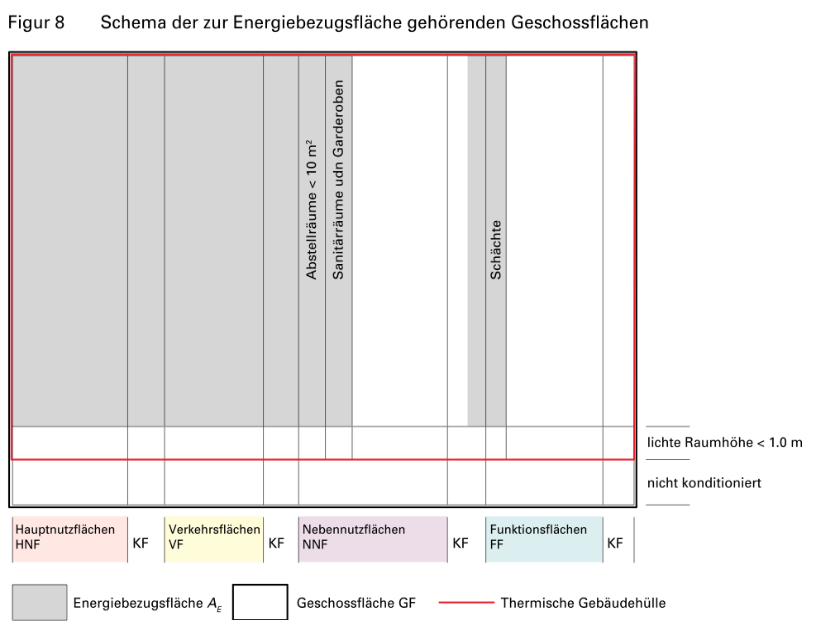 Figur 8 Schema der zur Energiebezugsfläche gehörenden Geschossflächen
Abstellräume < 10 m²
Sanitärräume udn Garderoben
Schächte
lichte Raumhöhe < 1.0 m
nicht konditioniert
Hauptnutzflächen
HNF
KF
Verkehrsflächen
VF
KF
Nebennutzflächen
NNF
KF
Funktionsflächen
FF
KF
Energiebezugsfläche A_E
Geschossfläche GF
Thermische Gebäudehülle